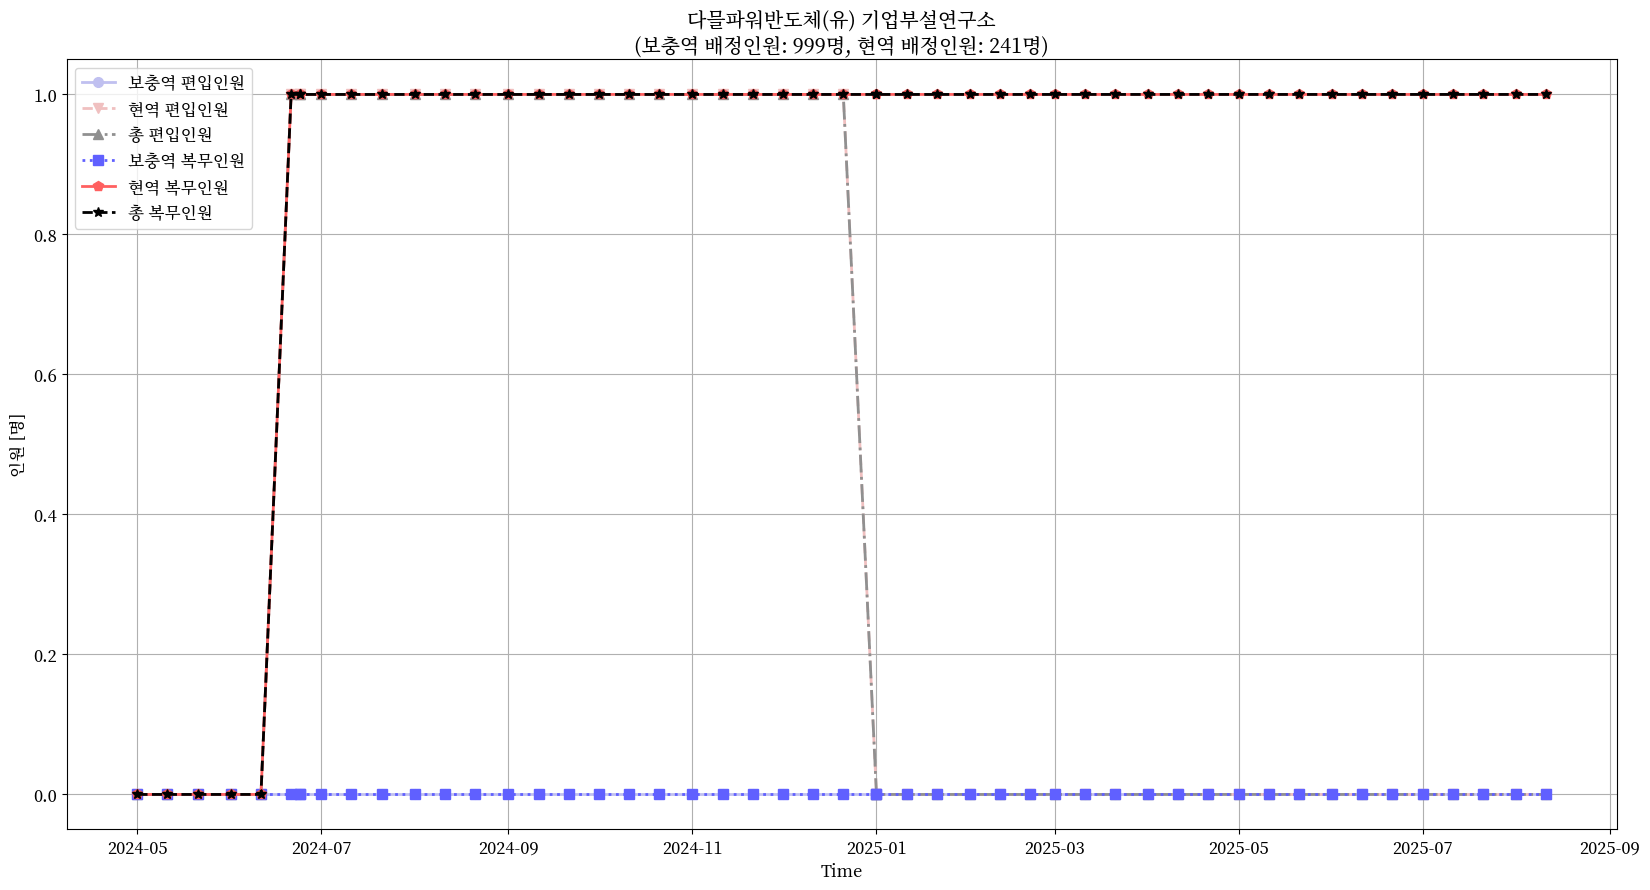 다믈파워반도체(유) 기업부설연구소
(보충역 배정인원: 999명, 현역 배정인원: 241명)
보충역 편입인원
현역 편입인원
총 편입인원
보충역 복무인원
현역 복무인원
총 복무인원
1.0
0.8
0.6
0.4
0.2
0.0
인원 [명]
2024-05
2024-07
2024-09
2024-11
2025-01
2025-03
2025-05
2025-07
2025-09
Time